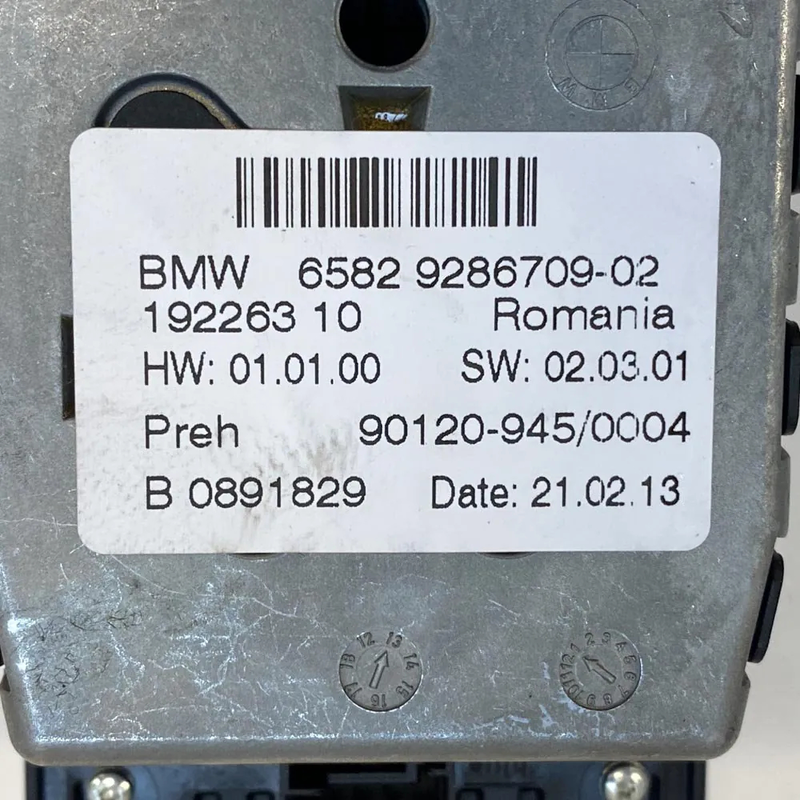 BMW 6582 9286709-02
192263 10 Romania
HW: 01.01.00 SW: 02.03.01
Preh 90120-945/0004
B 0891829 Date: 21.02.13